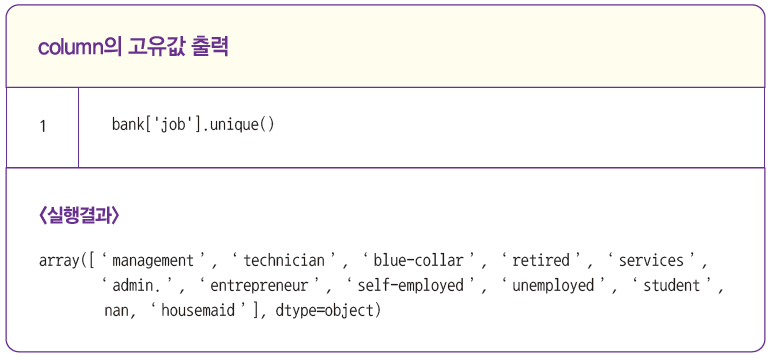 column의 고유값 출력
1 bank['job'].unique()
<실행결과>
array([‘management’, ‘technician’, ‘blue-collar’, ‘retired’, ‘services’,
‘admin.’, ‘entrepreneur’, ‘self-employed’, ‘unemployed’, ‘student’,
nan, ‘housemaid’], dtype=object)